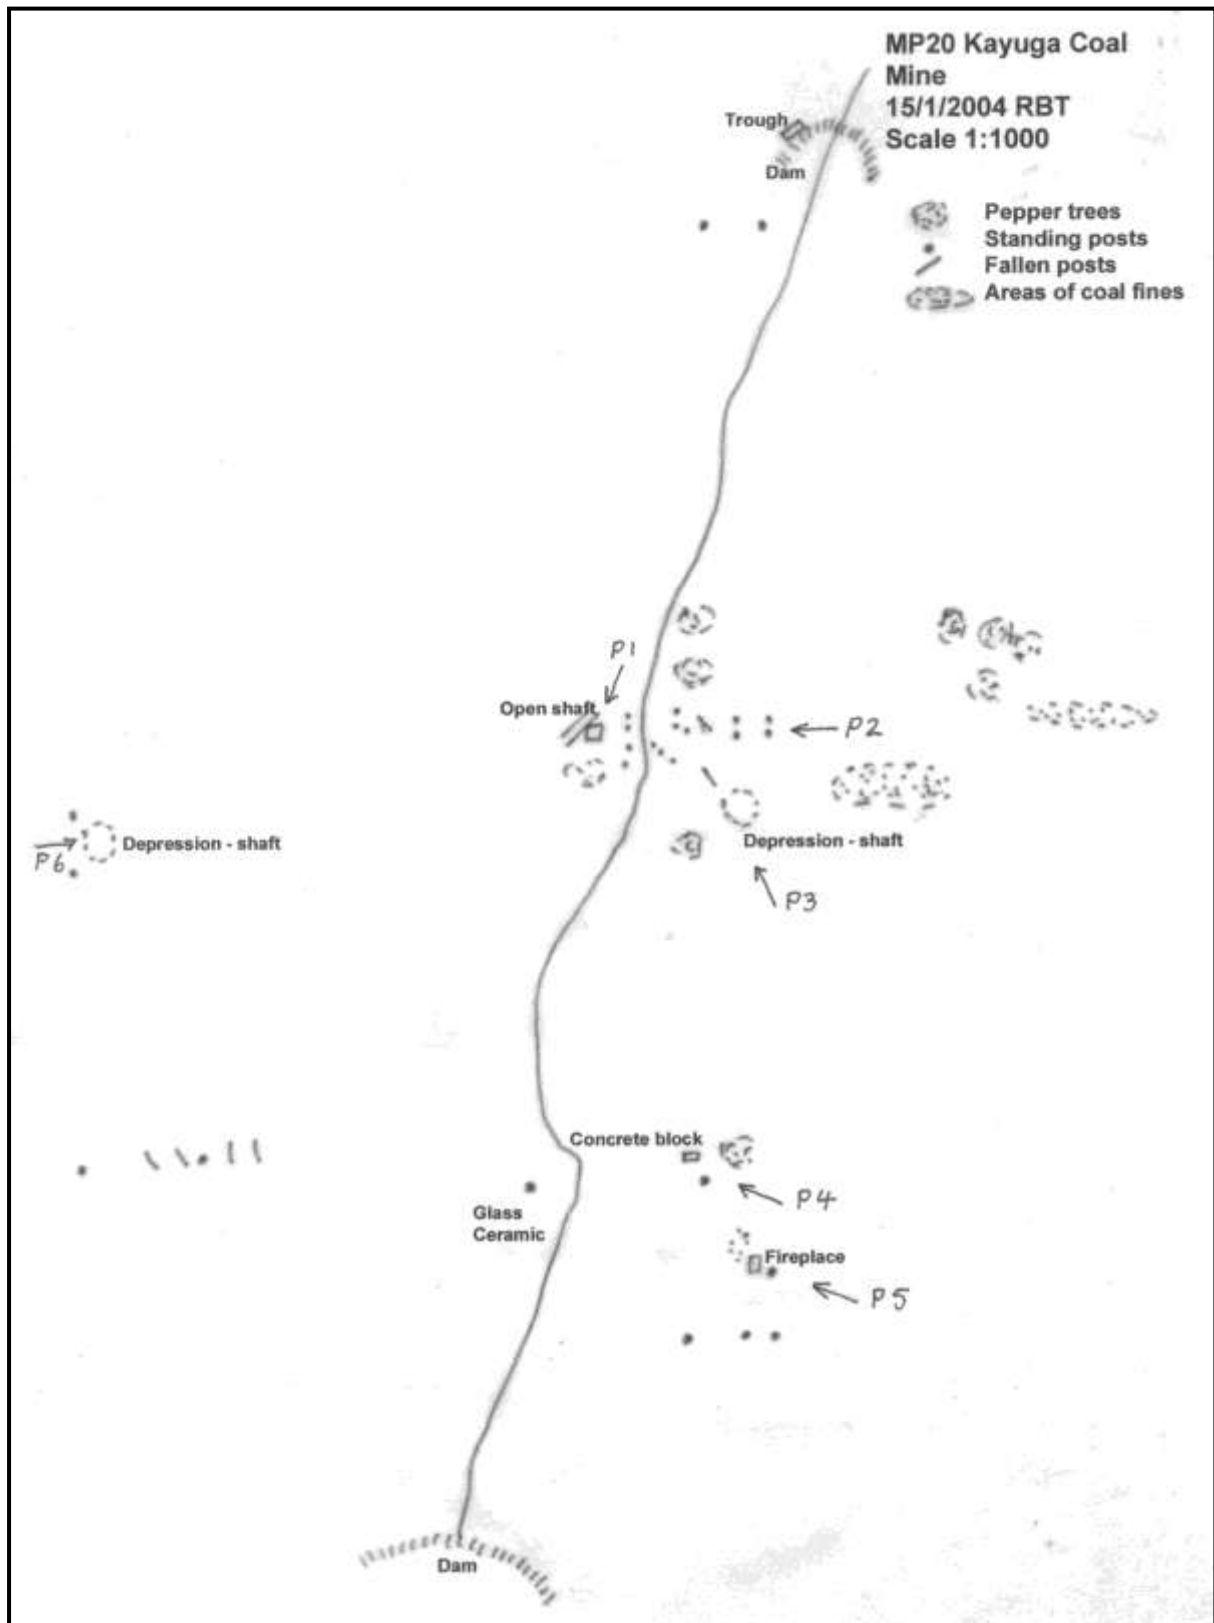 MP20 Kayuga Coal
Mine
15/1/2004 RBT
Scale 1:1000
Trough
Dam
Pepper trees
Standing posts
Fallen posts
Areas of coal fines
P1
Open shaft
P2
Depression - shaft
P6
Depression - shaft
P3
Concrete block
P4
Glass
Ceramic
Fireplace
P5
Dam